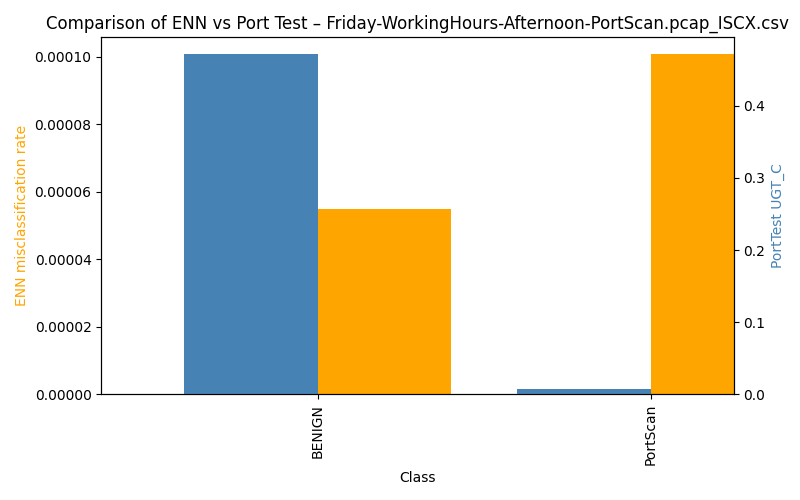 Comparison of ENN vs Port Test – Friday-WorkingHours-Afternoon-PortScan.pcap_ISCX.csv
ENN misclassification rate
0.00010
0.00008
0.00006
0.00004
0.00002
0.00000
0.4
0.3
0.2
0.1
0.0
PortTest UGT_C
BENIGN
PortScan
Class